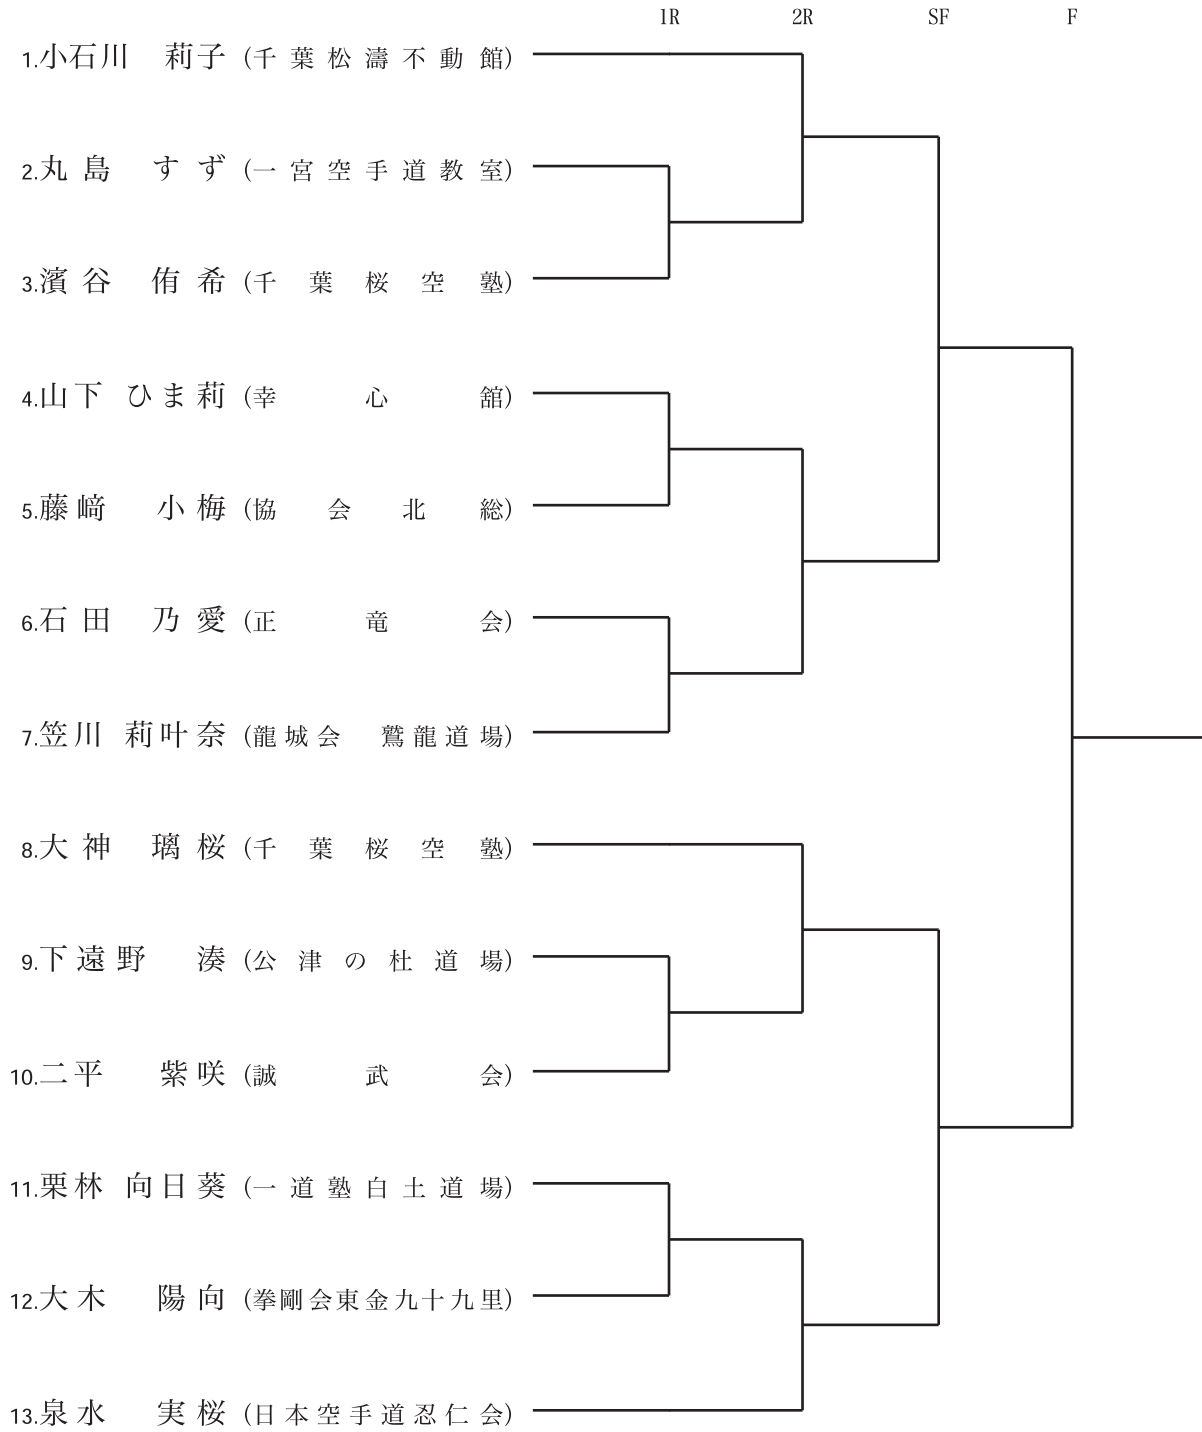 1R 2R SF F
1.小石川 莉子 (千葉松濤不動館)
2.丸島 すず (一宮空手道教室)
3.濱谷 侑希 (千葉桜空塾)
4.山下 ひま莉 (幸心舘)
5.藤﨑 小梅 (協会北総)
6.石田 乃愛 (正竜会)
7.笠川 莉叶奈 (龍城会 鷲龍道場)
8.大神 璃桜 (千葉桜空塾)
9.下遠野 湊 (公津の杜道場)
10.二平 紫咲 (誠武会)
11.栗林 向日葵 (一道塾白土道場)
12.大木 陽向 (拳剛会東金九十九里)
13.泉水 実桜 (日本空手道忍仁会)